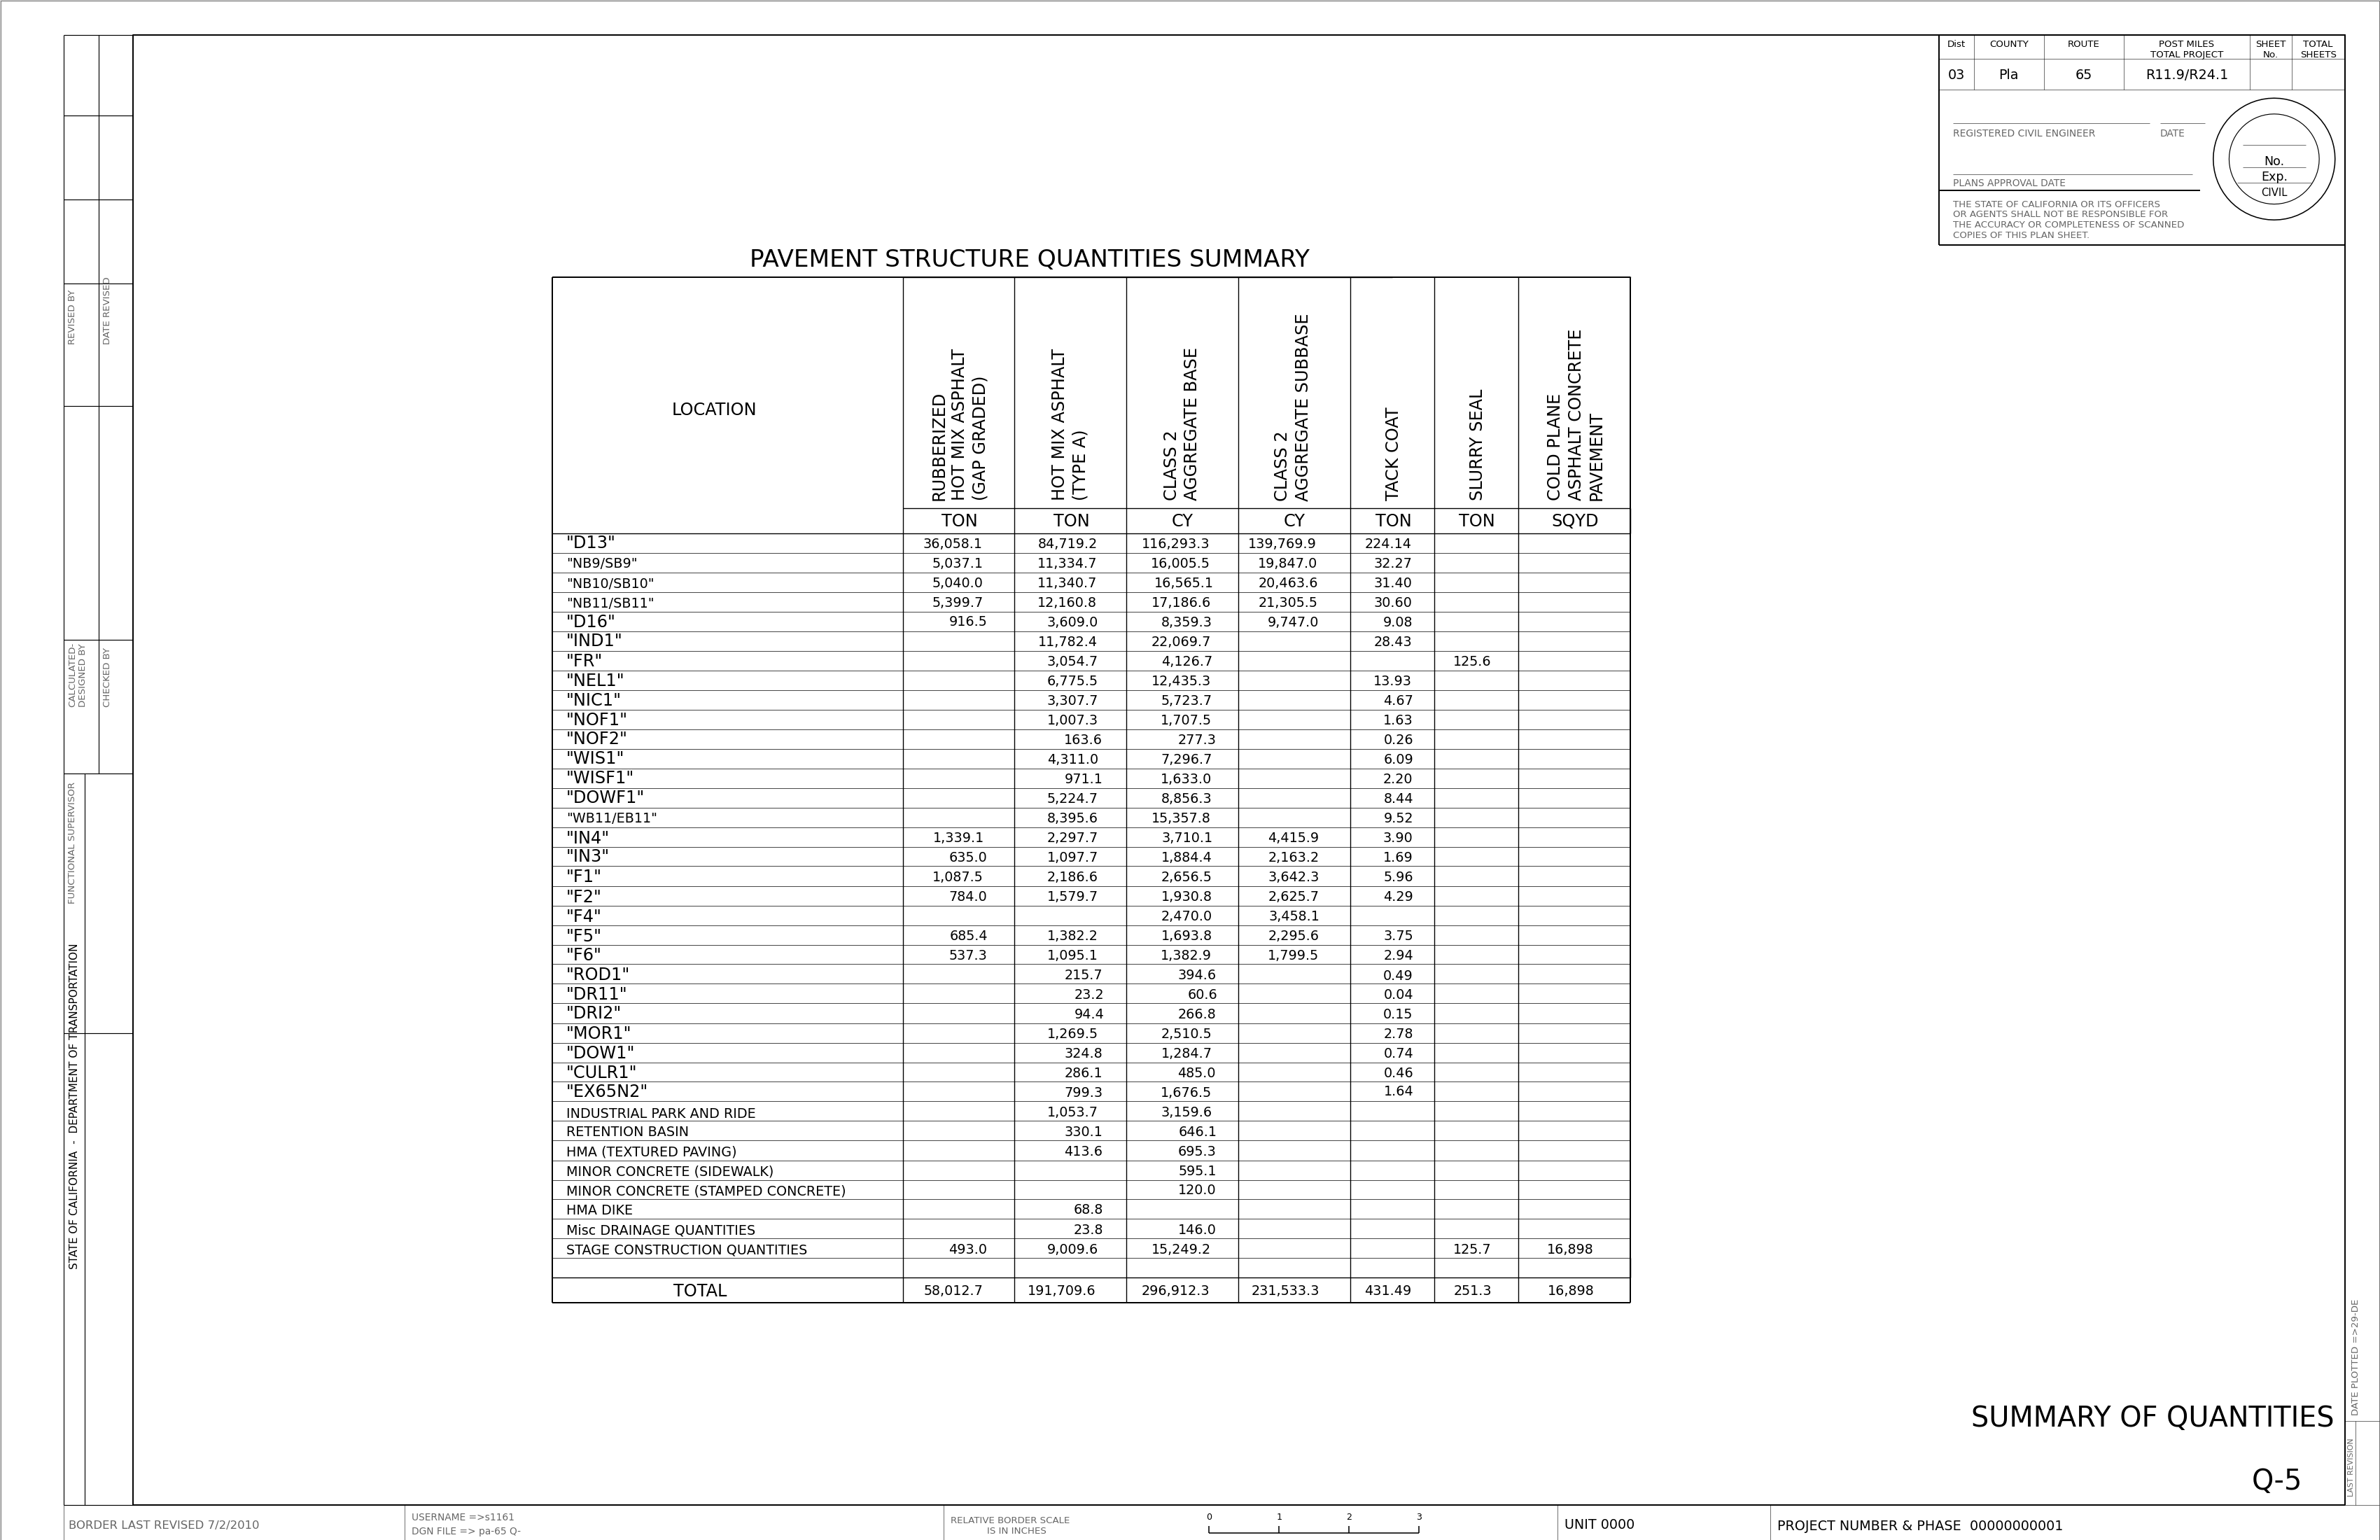 Dist COUNTY ROUTE POST MILES TOTAL PROJECT SHEET No. TOTAL SHEETS
03 Pla 65 R11.9/R24.1
REGISTERED CIVIL ENGINEER DATE
PLANS APPROVAL DATE
No.
Exp.
CIVIL
THE STATE OF CALIFORNIA OR ITS OFFICERS
OR AGENTS SHALL NOT BE RESPONSIBLE FOR
THE ACCURACY OR COMPLETENESS OF SCANNED
COPIES OF THIS PLAN SHEET.
REVISED BY
DATE REVISED
CALCULATED-
DESIGNED BY
CHECKED BY
FUNCTIONAL SUPERVISOR
STATE OF CALIFORNIA - DEPARTMENT OF TRANSPORTATION
PAVEMENT STRUCTURE QUANTITIES SUMMARY
LOCATION
RUBBERIZED
HOT MIX ASPHALT
(GAP GRADED)
HOT MIX ASPHALT
(TYPE A)
CLASS 2
AGGREGATE BASE
CLASS 2
AGGREGATE SUBBASE
TACK COAT
SLURRY SEAL
COLD PLANE
ASPHALT CONCRETE
PAVEMENT
TON TON CY CY TON TON SQYD
"D13" 36,058.1 84,719.2 116,293.3 139,769.9 224.14
"NB9/SB9" 5,037.1 11,334.7 16,005.5 19,847.0 32.27
"NB10/SB10" 5,040.0 11,340.7 16,565.1 20,463.6 31.40
"NB11/SB11" 5,399.7 12,160.8 17,186.6 21,305.5 30.60
"D16" 916.5 3,609.0 8,359.3 9,747.0 9.08
"IND1" 11,782.4 22,069.7 28.43
"FR" 3,054.7 4,126.7 125.6
"NEL1" 6,775.5 12,435.3 13.93
"NIC1" 3,307.7 5,723.7 4.67
"NOF1" 1,007.3 1,707.5 1.63
"NOF2" 163.6 277.3 0.26
"WIS1" 4,311.0 7,296.7 6.09
"WISF1" 971.1 1,633.0 2.20
"DOWF1" 5,224.7 8,856.3 8.44
"WB11/EB11" 8,395.6 15,357.8 9.52
"IN4" 1,339.1 2,297.7 3,710.1 4,415.9 3.90
"IN3" 635.0 1,097.7 1,884.4 2,163.2 1.69
"F1" 1,087.5 2,186.6 2,656.5 3,642.3 5.96
"F2" 784.0 1,579.7 1,930.8 2,625.7 4.29
"F4" 2,470.0 3,458.1
"F5" 685.4 1,382.2 1,693.8 2,295.6 3.75
"F6" 537.3 1,095.1 1,382.9 1,799.5 2.94
"ROD1" 215.7 394.6 0.49
"DR11" 23.2 60.6 0.04
"DRI2" 94.4 266.8 0.15
"MOR1" 1,269.5 2,510.5 2.78
"DOW1" 324.8 1,284.7 0.74
"CULR1" 286.1 485.0 0.46
"EX65N2" 799.3 1,676.5 1.64
INDUSTRIAL PARK AND RIDE 1,053.7 3,159.6
RETENTION BASIN 330.1 646.1
HMA (TEXTURED PAVING) 413.6 695.3
MINOR CONCRETE (SIDEWALK) 595.1
MINOR CONCRETE (STAMPED CONCRETE) 120.0
HMA DIKE 68.8
Misc DRAINAGE QUANTITIES 23.8 146.0
STAGE CONSTRUCTION QUANTITIES 493.0 9,009.6 15,249.2 125.7 16,898
TOTAL 58,012.7 191,709.6 296,912.3 231,533.3 431.49 251.3 16,898
SUMMARY OF QUANTITIES
Q-5
DATE PLOTTED =>29-DE
LAST REVISION
BORDER LAST REVISED 7/2/2010
USERNAME =>s1161
DGN FILE => pa-65 Q-
RELATIVE BORDER SCALE
IS IN INCHES
0 1 2 3
UNIT 0000
PROJECT NUMBER & PHASE 00000000001